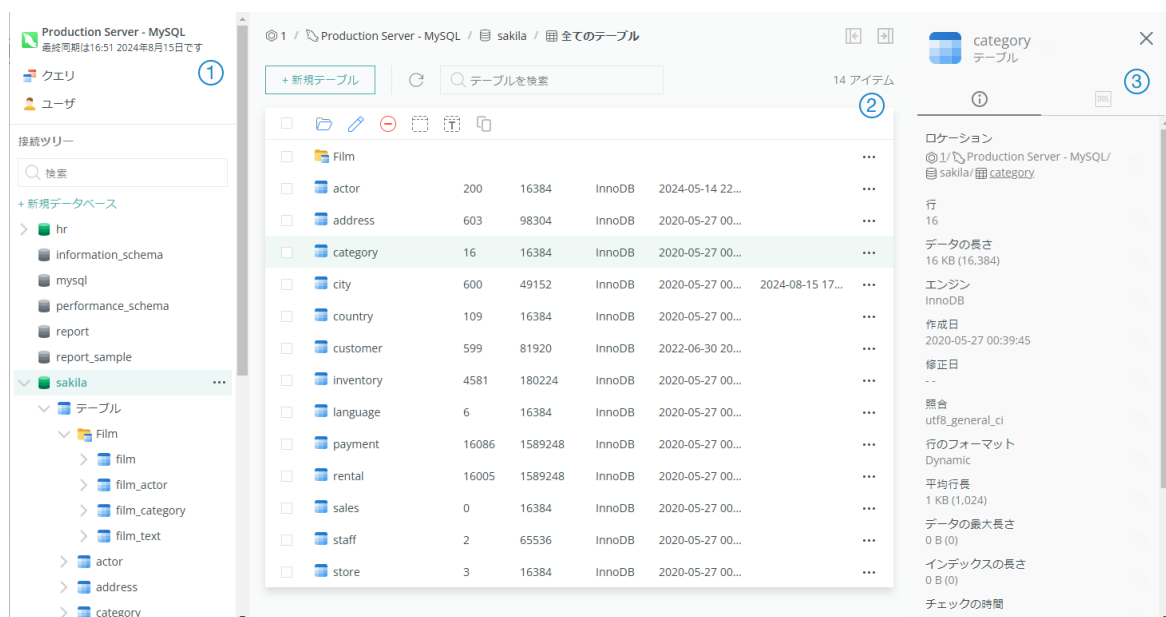 Production Server - MySQL
最終同期は16:51 2024年8月15日です
クエリ
1
ユーザ
接続ツリー
検索
+ 新規データベース
hr
information_schema
mysql
performance_schema
report
report_sample
sakila
テーブル
Film
film
film_actor
film_category
film_text
actor
address
category
1 / Production Server - MySQL / sakila / 全てのテーブル
+ 新規テーブル
テーブルを検索
14 アイテム
2
T
Film
actor 200 16384 InnoDB 2024-05-14 22...
address 603 98304 InnoDB 2020-05-27 00...
category 16 16384 InnoDB 2020-05-27 00...
city 600 49152 InnoDB 2020-05-27 00... 2024-08-15 17...
country 109 16384 InnoDB 2020-05-27 00...
customer 599 81920 InnoDB 2022-06-30 20...
inventory 4581 180224 InnoDB 2020-05-27 00...
language 6 16384 InnoDB 2020-05-27 00...
payment 16086 1589248 InnoDB 2020-05-27 00...
rental 16005 1589248 InnoDB 2020-05-27 00...
sales 0 16384 InnoDB 2020-05-27 00...
staff 2 65536 InnoDB 2020-05-27 00...
store 3 16384 InnoDB 2020-05-27 00...
category
テーブル
3
DDL
ロケーション
1/ Production Server - MySQL/
sakila/ category
行
16
データの長さ
16 KB (16,384)
エンジン
InnoDB
作成日
2020-05-27 00:39:45
修正日
- -
照合
utf8_general_ci
行のフォーマット
Dynamic
平均行長
1 KB (1,024)
データの最大長さ
0 B (0)
インデックスの長さ
0 B (0)
チェックの時間